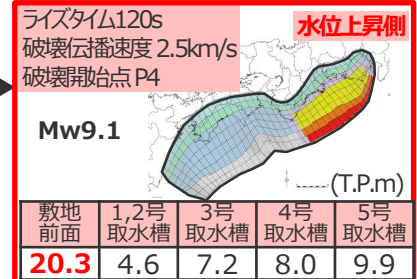 ライズタイム120s
水位上昇側
破壊伝播速度 2.5km/s
破壊開始点 P4
Mw9.1
(T.P.m)
敷地前面 1,2号取水槽 3号取水槽 4号取水槽 5号取水槽
20.3 4.6 7.2 8.0 9.9